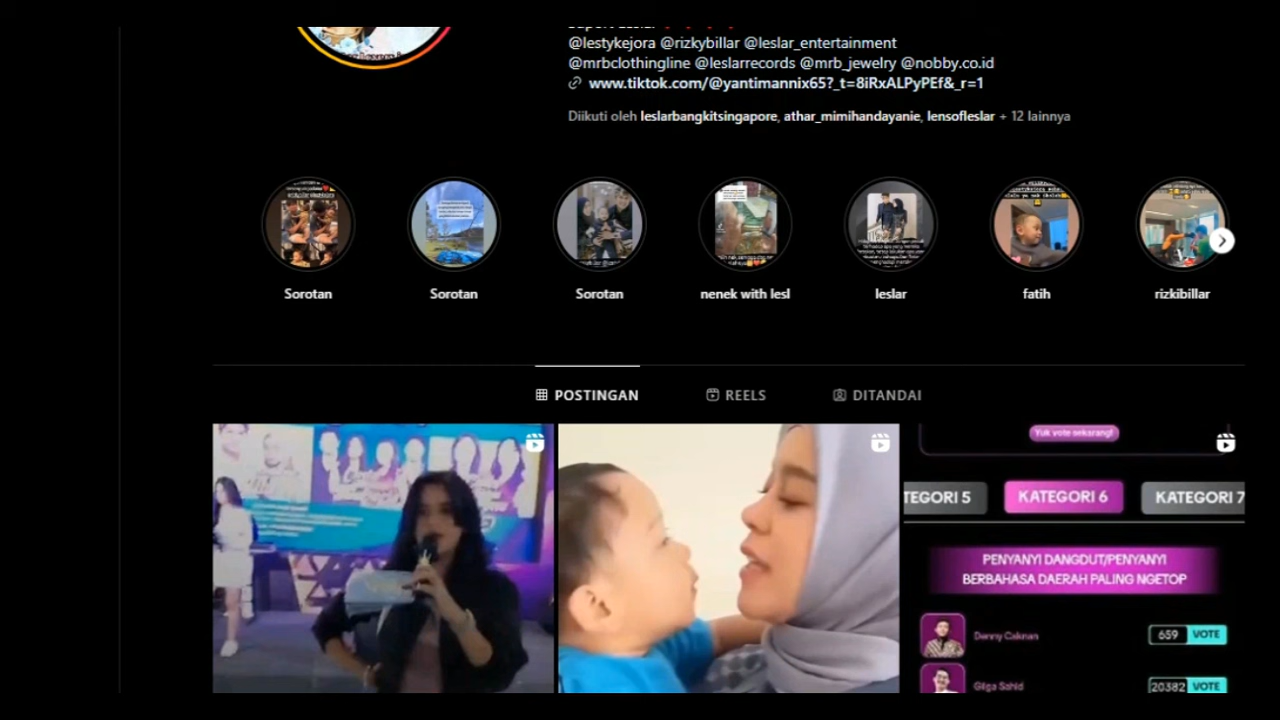 @lestykejora @rizkybillar @leslar_entertainment
@mrbclothingline @leslarrecords @mrb_jewelry @nobby.co.id
www.tiktok.com/@yantimannix65?_t=8iRxALPyPEf&_r=1
Diikuti oleh leslarbangkitsingapore, athar_mimihandayanie, lensofleslar + 12 lainnya
Sorotan
Sorotan
Sorotan
nenek with lesl
leslar
fatih
rizkibillar
POSTINGAN
REELS
DITANDAI
Yuk vote sekarang!
TEGORI 5
KATEGORI 6
KATEGORI 7
PENYANYI DANGDUT/PENYANYI
BERBAHASA DAERAH PALING NGETOP
Denny Caknan
659 VOTE
Gilga Sahid
20382 VOTE